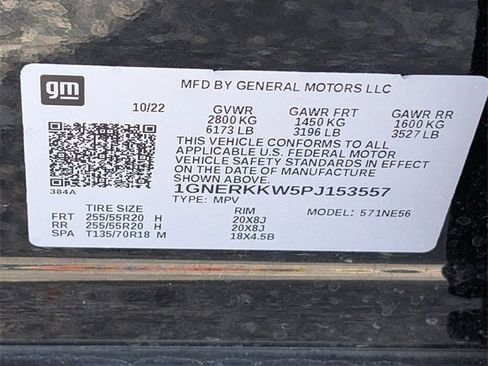 gm
MFD BY GENERAL MOTORS LLC
10/22 GVWR GAWR FRT GAWR RR
2800 KG 1450 KG 1600 KG
6173 LB 3196 LB 3527 LB
THIS VEHICLE CONFORMS TO ALL
APPLICABLE U.S. FEDERAL MOTOR
VEHICLE SAFETY STANDARDS IN EFFECT
ON THE DATE OF MANUFACTURE SHOWN ABOVE.
384A
1GNERKKW5PJ153557
TYPE: MPV MODEL: 571NE56
TIRE SIZE RIM
FRT 255/55R20 H 20X8J
RR 255/55R20 H 20X8J
SPA T135/70R18 M 18X4.5B